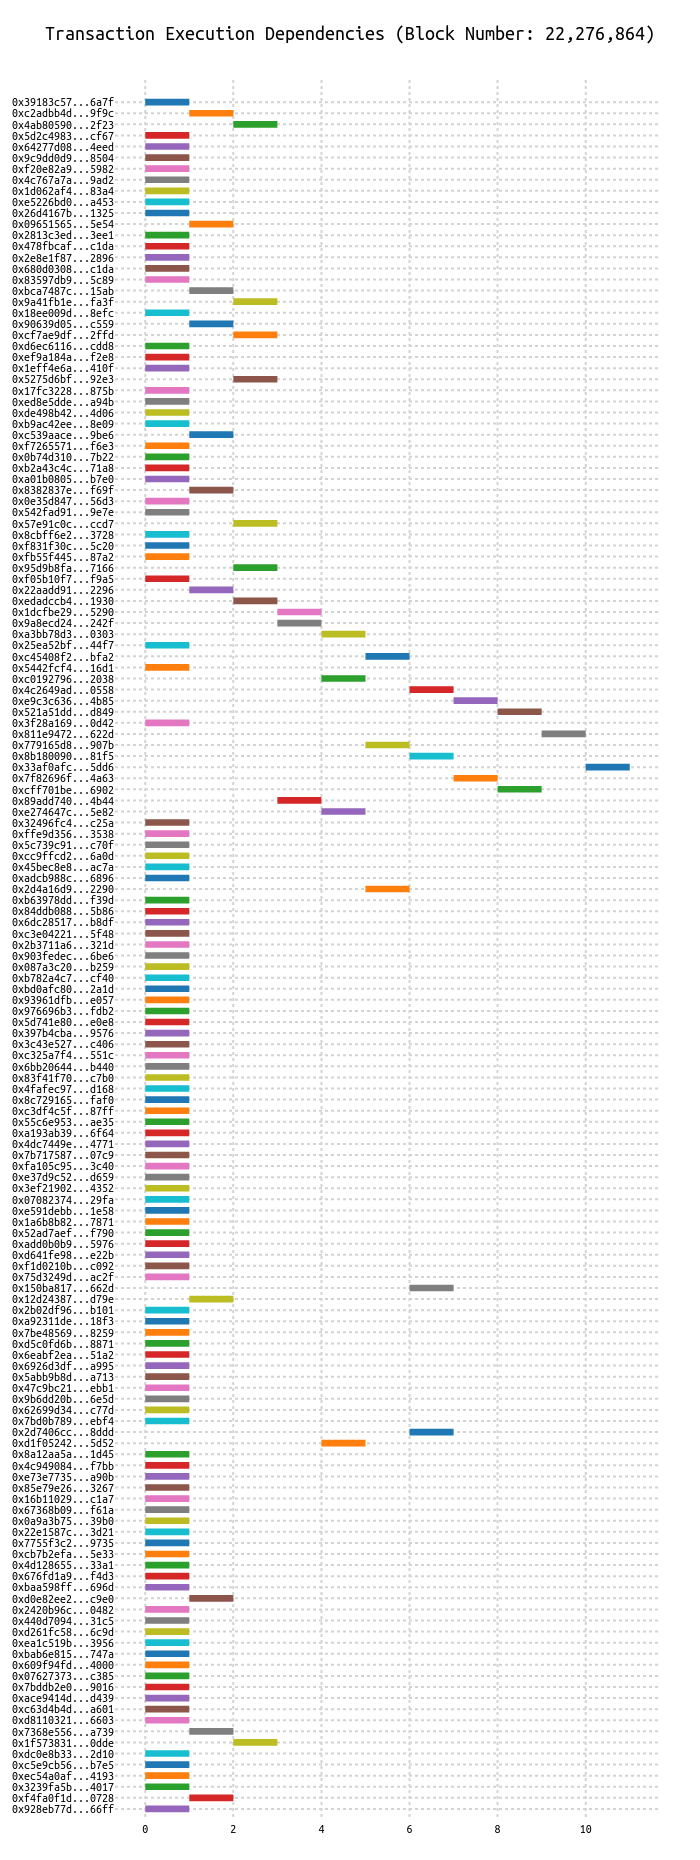 Transaction Execution Dependencies (Block Number: 22,276,864)
0x39183c57...6a7f
0xc2adbb4d...9f9c
0x4ab80590...2f23
0x5d2c4983...cf67
0x64277d08...4eed
0x9c9dd0d9...8504
0xf20e82a9...5982
0x4c767a7a...9ad2
0x1d062af4...83a4
0xe5226bd0...a453
0x26d4167b...1325
0x09651565...5e54
0x2813c3ed...3ee1
0x478fbcaf...c1da
0x2e8e1f87...2896
0x680d0308...c1da
0x83597db9...5c89
0xbca7487c...15ab
0x9a41fb1e...fa3f
0x18ee009d...8efc
0x90639d05...c559
0xcf7ae9df...2ffd
0xd6ec6116...cdd8
0xef9a184a...f2e8
0x1eff4e6a...410f
0x5275d6bf...92e3
0x17fc3228...875b
0xed8e5dde...a94b
0xde498b42...4d06
0xb9ac42ee...8e09
0xc539aace...9be6
0xf7265571...f6e3
0x0b74d310...7b22
0xb2a43c4c...71a8
0xa01b0805...b7e0
0x8382837e...f69f
0x0e35d847...56d3
0x542fad91...9e7e
0x57e91c0c...ccd7
0x8cbff6e2...3728
0xf831f30c...5c20
0xfb55f445...87a2
0x95d9b8fa...7166
0xf05b10f7...f9a5
0x22aadd91...2296
0xedadccb4...1930
0x1dcfbe29...5290
0x9a8ecd24...242f
0xa3bb78d3...0303
0x25ea52bf...44f7
0xc45408f2...bfa2
0x5442fcf4...16d1
0xc0192796...2038
0x4c2649ad...0558
0xe9c3c636...4b85
0x521a51dd...d849
0x3f28a169...0d42
0x811e9472...622d
0x779165d8...907b
0x8b180090...81f5
0x33af0afc...5dd6
0x7f82696f...4a63
0xcff701be...6902
0x89add740...4b44
0xe274647c...5e82
0x32496fc4...c25a
0xffe9d356...3538
0x5c739c91...c70f
0xcc9ffcd2...6a0d
0x45bec8e8...ac7a
0xadcb988c...6896
0x2d4a16d9...2290
0xb63978dd...f39d
0x84ddb088...5b86
0x6dc28517...b8df
0xc3e04221...5f48
0x2b3711a6...321d
0x903fedec...6be6
0x087a3c20...b259
0xb782a4c7...cf40
0xbd0afc80...2a1d
0x93961dfb...e057
0x976696b3...fdb2
0x5d741e80...e0e8
0x397b4cba...9576
0x3c43e527...c406
0xc325a7f4...551c
0x6bb20644...b440
0x83f41f70...c7b0
0x4fafec97...d168
0x8c729165...faf0
0xc3df4c5f...87ff
0x55c6e953...ae35
0xa193ab39...6f64
0x4dc7449e...4771
0x7b717587...07c9
0xfa105c95...3c40
0xe37d9c52...d659
0x3ef21902...4352
0x07082374...29fa
0xe591debb...1e58
0x1a6b8b82...7871
0x52ad7aef...f790
0xadd0b0b9...5976
0xd641fe98...e22b
0xf1d0210b...c092
0x75d3249d...ac2f
0x150ba817...662d
0x12d24387...d79e
0x2b02df96...b101
0xa92311de...18f3
0x7be48569...8259
0xd5c0fd6b...8871
0x6eabf2ea...51a2
0x6926d3df...a995
0x5abb9b8d...a713
0x47c9bc21...ebb1
0x9b6dd20b...6e5d
0x62699d34...c77d
0x7bd0b789...ebf4
0x2d7406cc...8ddd
0xd1f05242...5d52
0x8a12aa5a...1d45
0x4c949084...f7bb
0xe73e7735...a90b
0x85e79e26...3267
0x16b11029...c1a7
0x67368b09...f61a
0x0a9a3b75...39b0
0x22e1587c...3d21
0x7755f3c2...9735
0xcb7b2efa...5e33
0x4d128655...33a1
0x676fd1a9...f4d3
0xbaa598ff...696d
0xd0e82ee2...c9e0
0x2420b96c...0482
0x440d7094...31c5
0xd261fc58...6c9d
0xea1c519b...3956
0xbab6e815...747a
0x609f94fd...4000
0x07627373...c385
0x7bddb2e0...9016
0xace9414d...d439
0xc63d4b4d...a601
0xd8110321...6603
0x7368e556...a739
0x1f573831...0dde
0xdc0e8b33...2d10
0xc5e9cb56...b7e5
0xec54a0af...4193
0x3239fa5b...4017
0xf4fa0f1d...0728
0x928eb77d...66ff
0 2 4 6 8 10